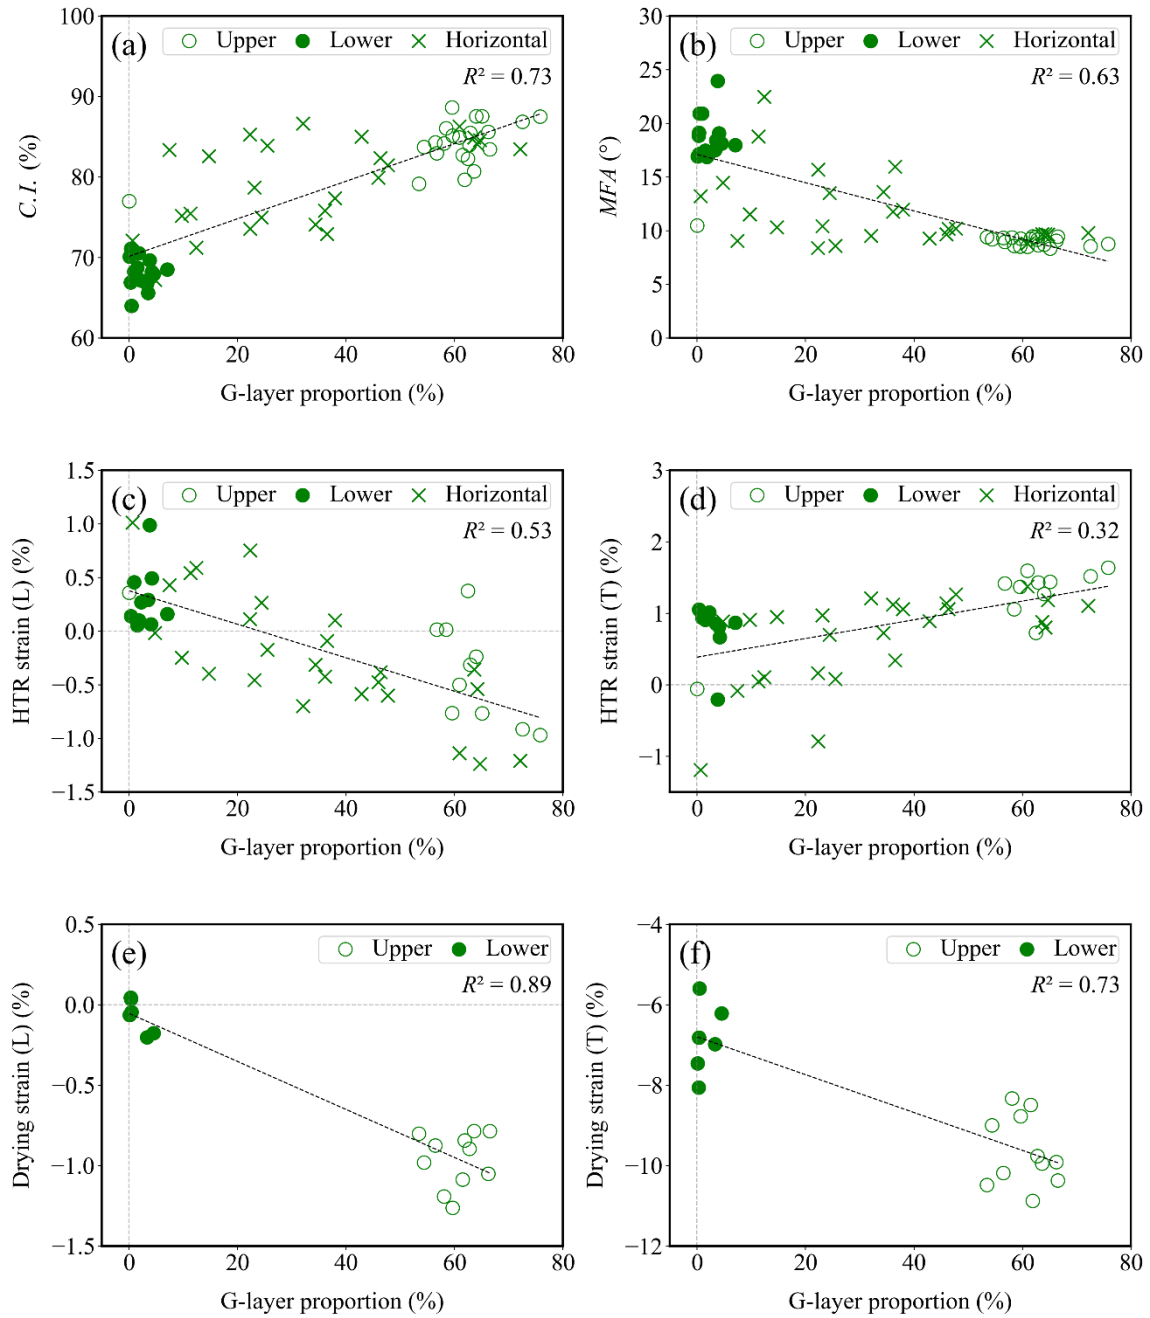 (a) Upper Lower Horizontal
R² = 0.73
C.I. (%)
100
90
80
70
60
0 20 40 60 80
G-layer proportion (%)
(b) Upper Lower Horizontal
R² = 0.63
MFA (°)
30
25
20
15
10
5
0
0 20 40 60 80
G-layer proportion (%)
(c) Upper Lower Horizontal
R² = 0.53
HTR strain (L) (%)
1.5
1.0
0.5
0.0
−0.5
−1.0
−1.5
0 20 40 60 80
G-layer proportion (%)
(d) Upper Lower Horizontal
R² = 0.32
HTR strain (T) (%)
3
2
1
0
−1
0 20 40 60 80
G-layer proportion (%)
(e) Upper Lower
R² = 0.89
Drying strain (L) (%)
0.5
0.0
−0.5
−1.0
−1.5
0 20 40 60 80
G-layer proportion (%)
(f) Upper Lower
R² = 0.73
Drying strain (T) (%)
−4
−6
−8
−10
−12
0 20 40 60 80
G-layer proportion (%)